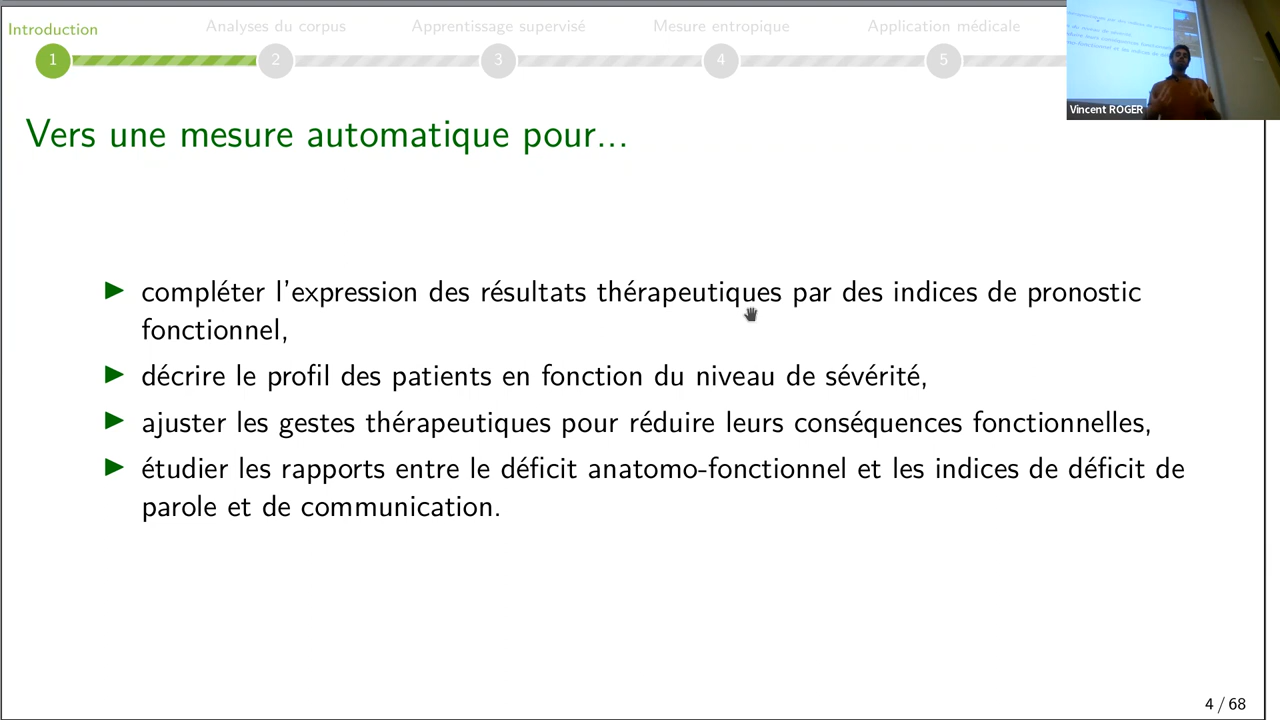 Introduction
Analyses du corpus
Apprentissage supervisé
Mesure entropique
Application médicale
1
2
3
4
5
Vincent ROGER
Vers une mesure automatique pour...
compléter l'expression des résultats thérapeutiques par des indices de pronostic
fonctionnel,
décrire le profil des patients en fonction du niveau de sévérité,
ajuster les gestes thérapeutiques pour réduire leurs conséquences fonctionnelles,
étudier les rapports entre le déficit anatomo-fonctionnel et les indices de déficit de
parole et de communication.
4 / 68